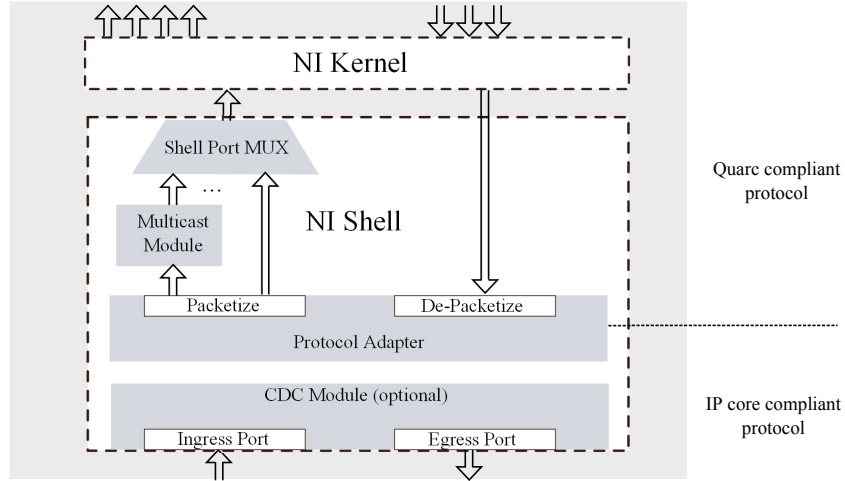 NI Kernel
Shell Port MUX
...
Multicast
Module
NI Shell
Quarc compliant
protocol
Packetize
De-Packetize
Protocol Adapter
CDC Module (optional)
IP core compliant
protocol
Ingress Port
Egress Port